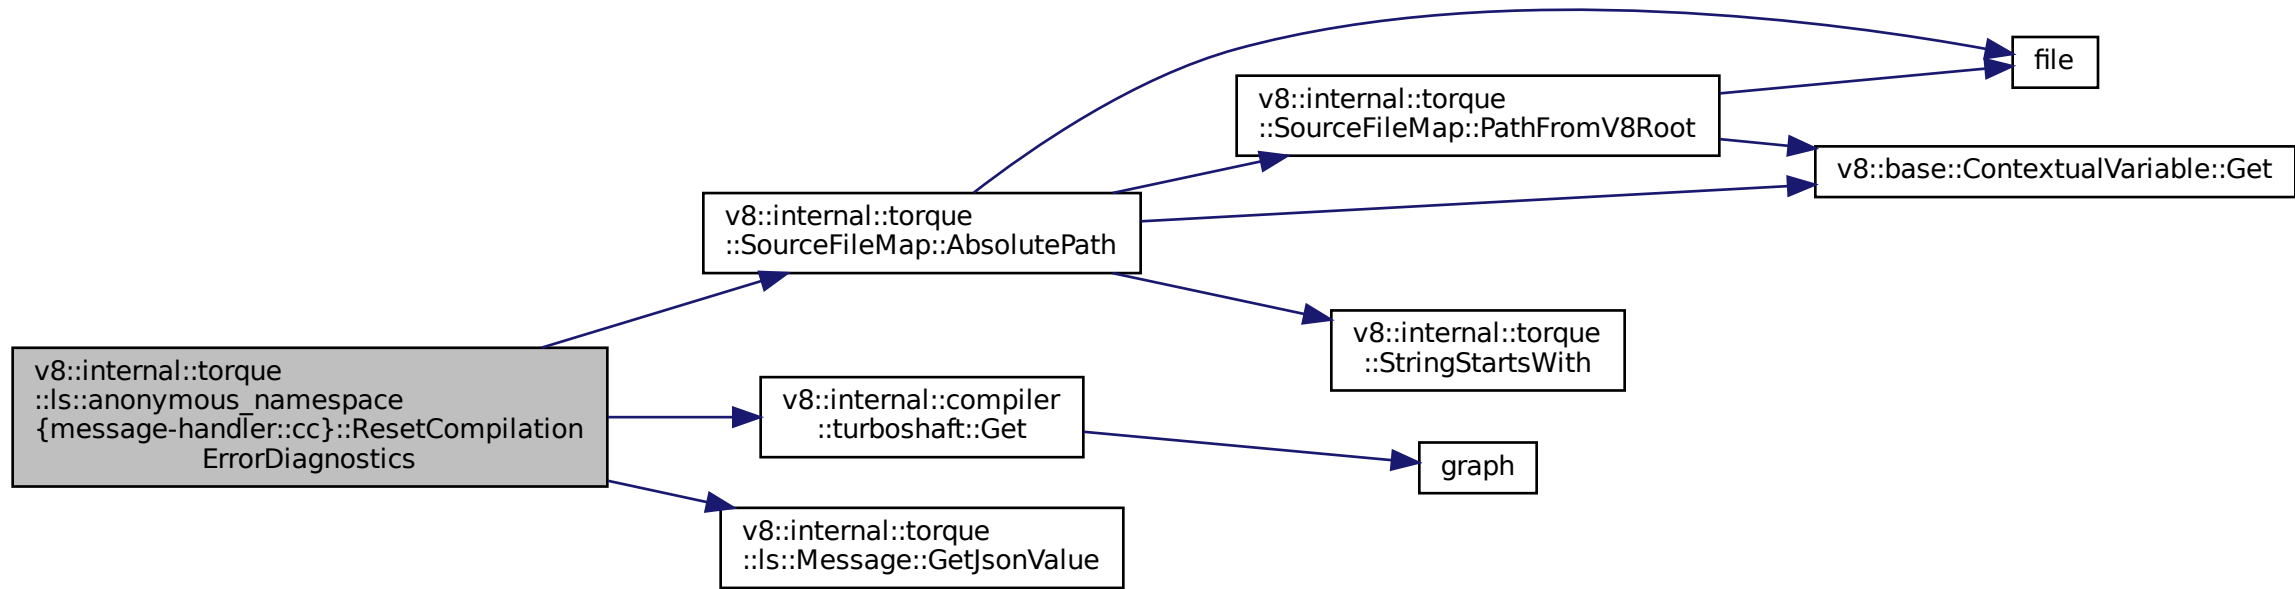 v8::internal::torque
::ls::anonymous_namespace
{message-handler::cc}::ResetCompilation
ErrorDiagnostics
v8::internal::torque
::SourceFileMap::AbsolutePath
v8::internal::torque
::SourceFileMap::PathFromV8Root
file
v8::base::ContextualVariable::Get
v8::internal::torque
::StringStartsWith
v8::internal::compiler
::turboshaft::Get
graph
v8::internal::torque
::ls::Message::GetJsonValue